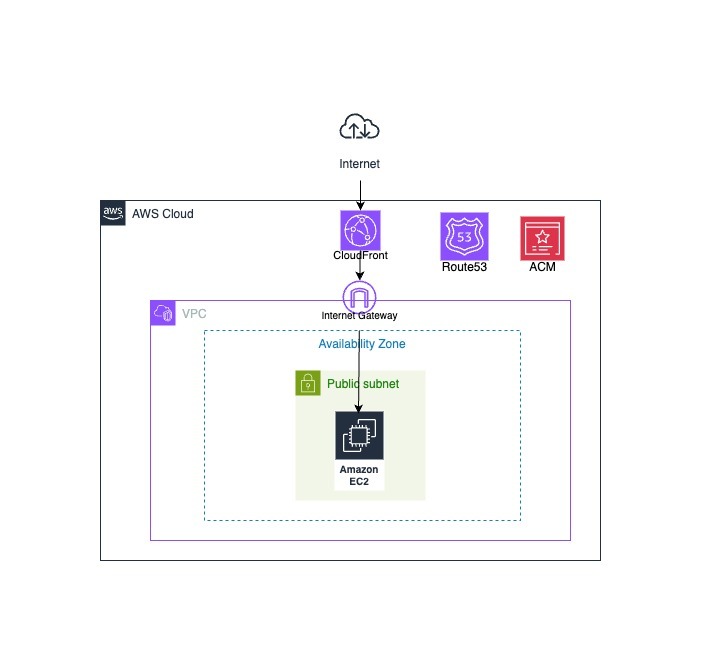 Internet
aws
AWS Cloud
CloudFront
53
Route53
ACM
Internet Gateway
VPC
Availability Zone
Public subnet
Amazon
EC2